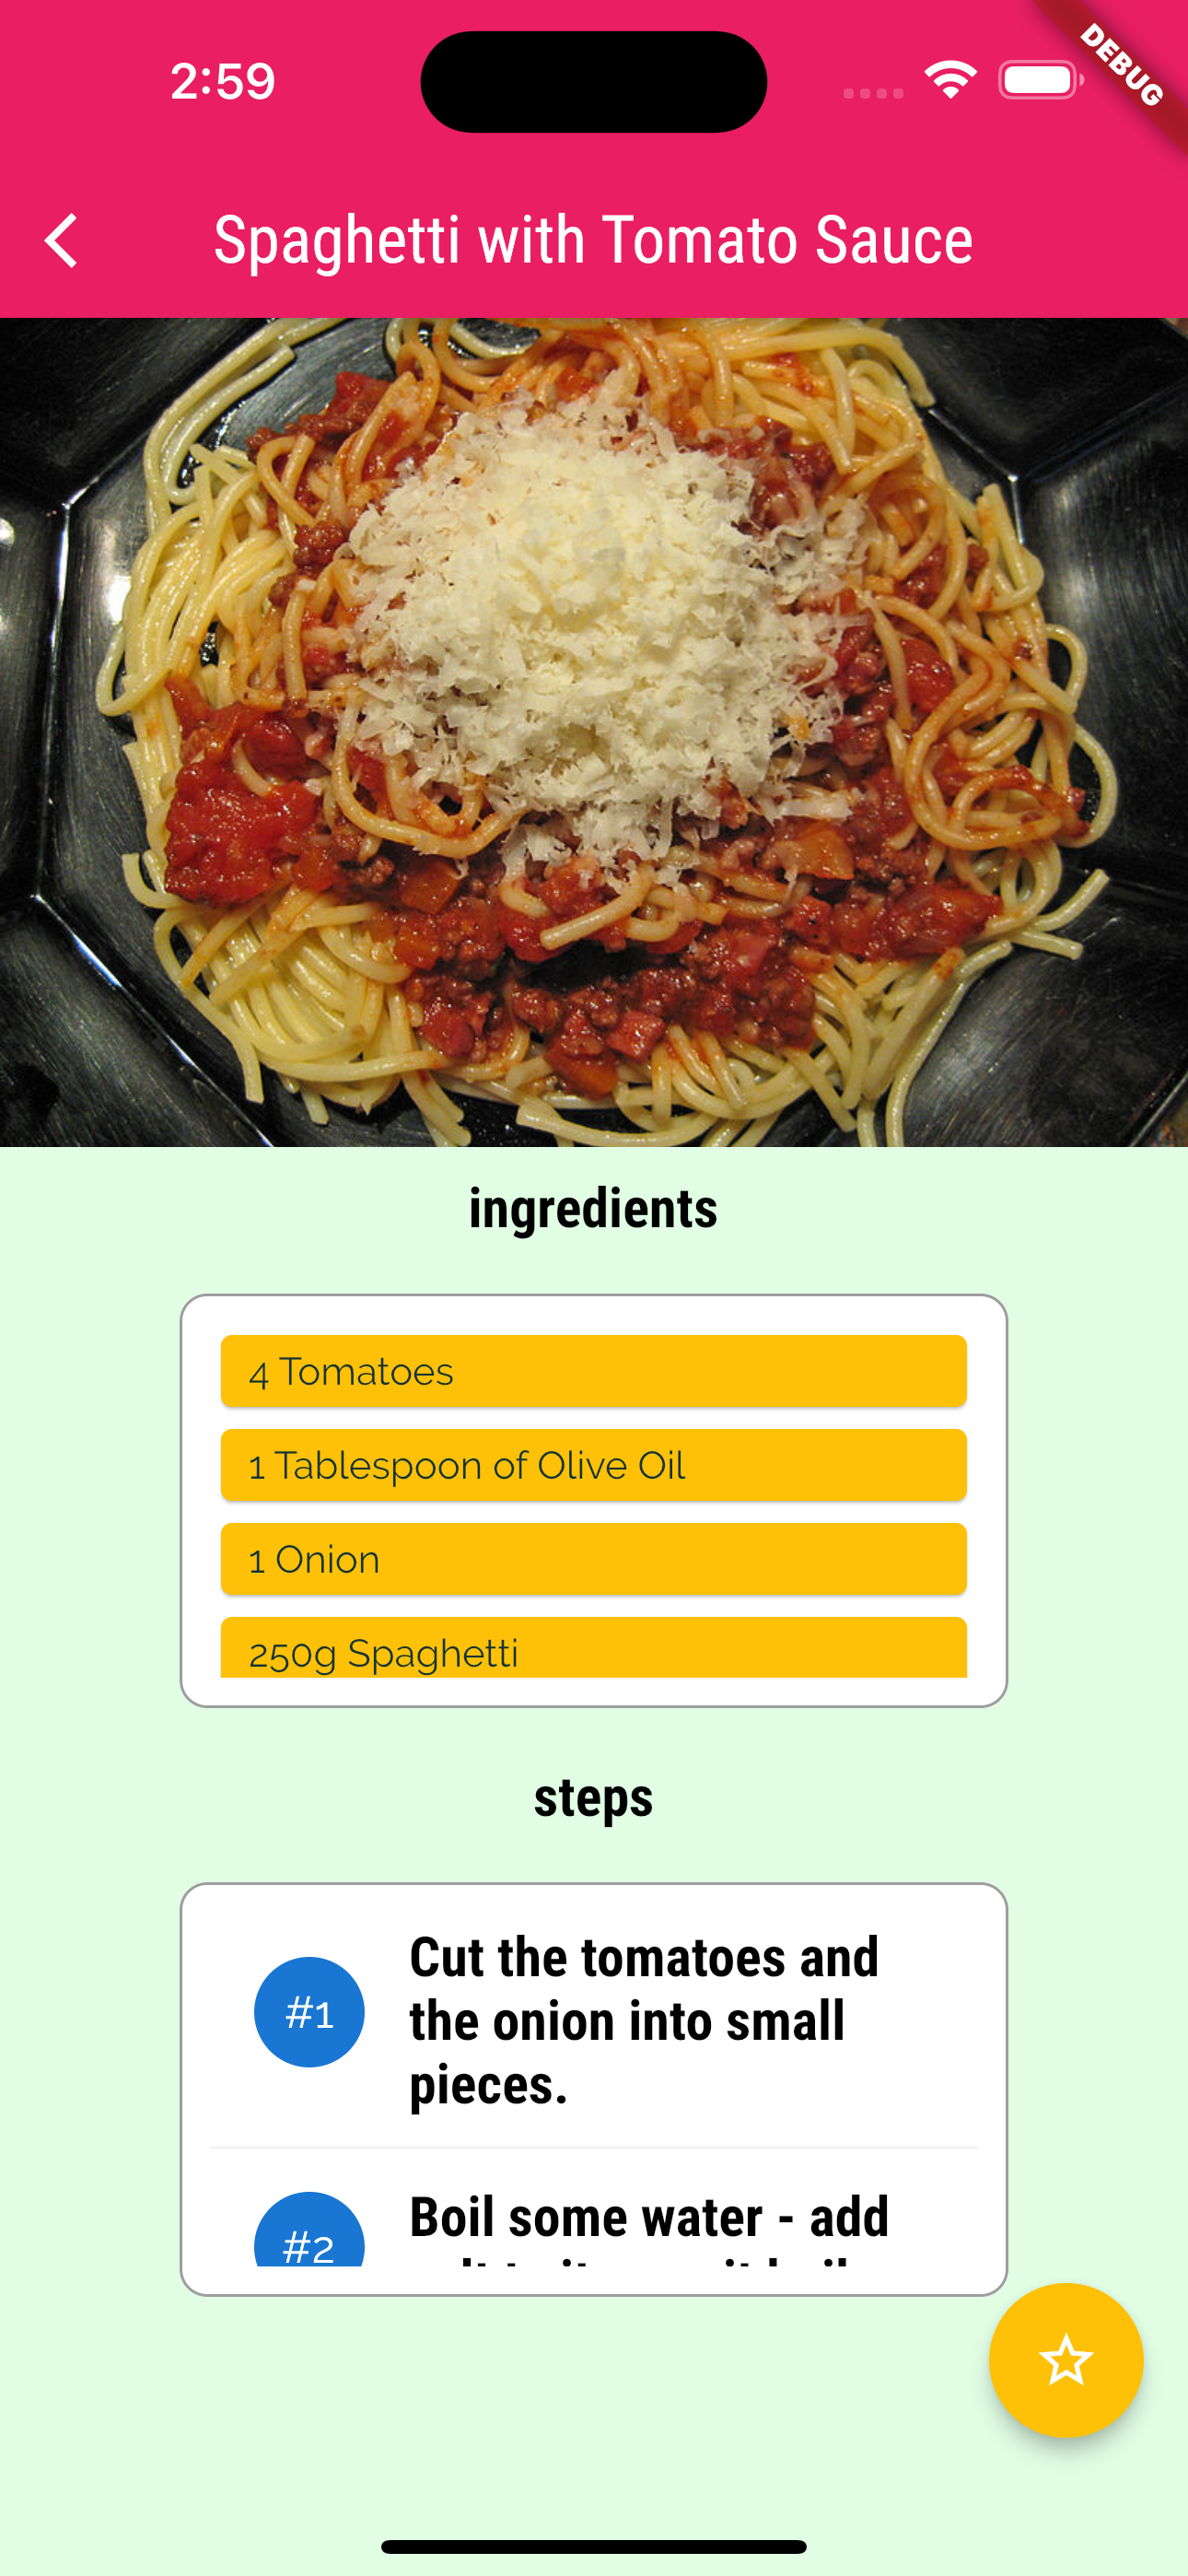 2:59
DEBUG
Spaghetti with Tomato Sauce
ingredients
4 Tomatoes
1 Tablespoon of Olive Oil
1 Onion
250g Spaghetti
steps
#1
Cut the tomatoes and
the onion into small
pieces.
#2
Boil some water - add